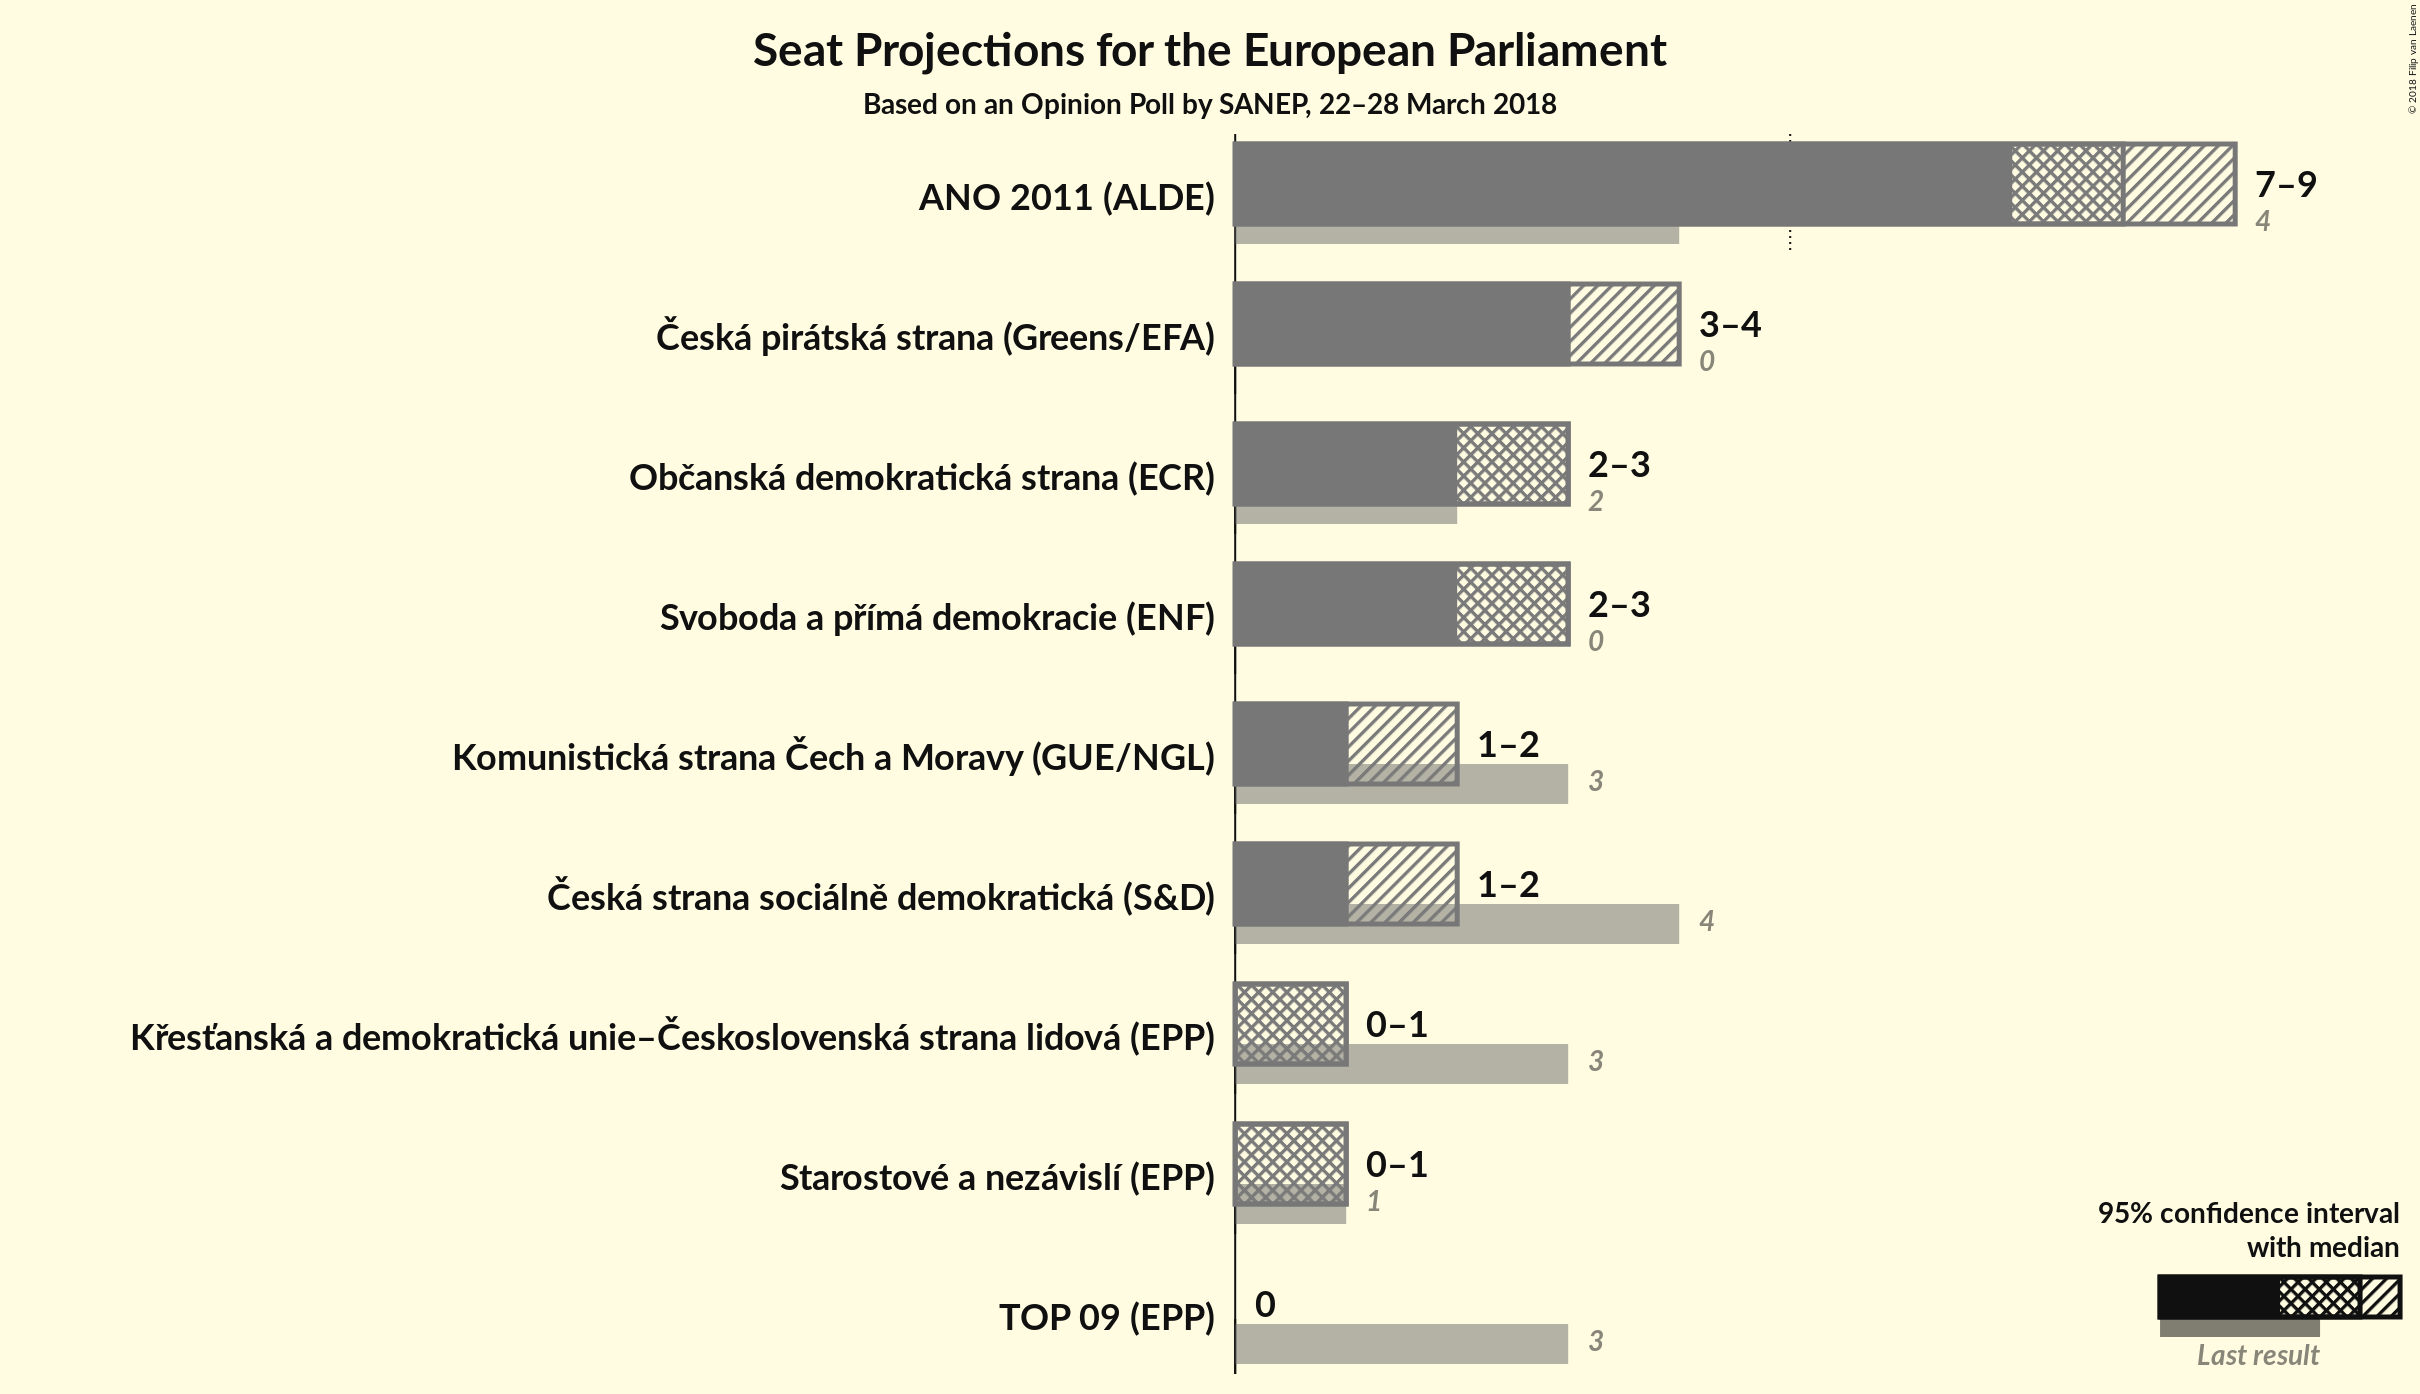 Seat Projections for the European Parliament
Based on an Opinion Poll by SANEP, 22–28 March 2018
© 2018 Filip van Laenen
ANO 2011 (ALDE)
7–9
4
Česká pirátská strana (Greens/EFA)
3–4
0
Občanská demokratická strana (ECR)
2–3
2
Svoboda a přímá demokracie (ENF)
2–3
0
Komunistická strana Čech a Moravy (GUE/NGL)
1–2
3
Česká strana sociálně demokratická (S&D)
1–2
4
Křesťanská a demokratická unie–Československá strana lidová (EPP)
0–1
3
Starostové a nezávislí (EPP)
0–1
1
TOP 09 (EPP)
0
3
95% confidence interval
with median
Last result